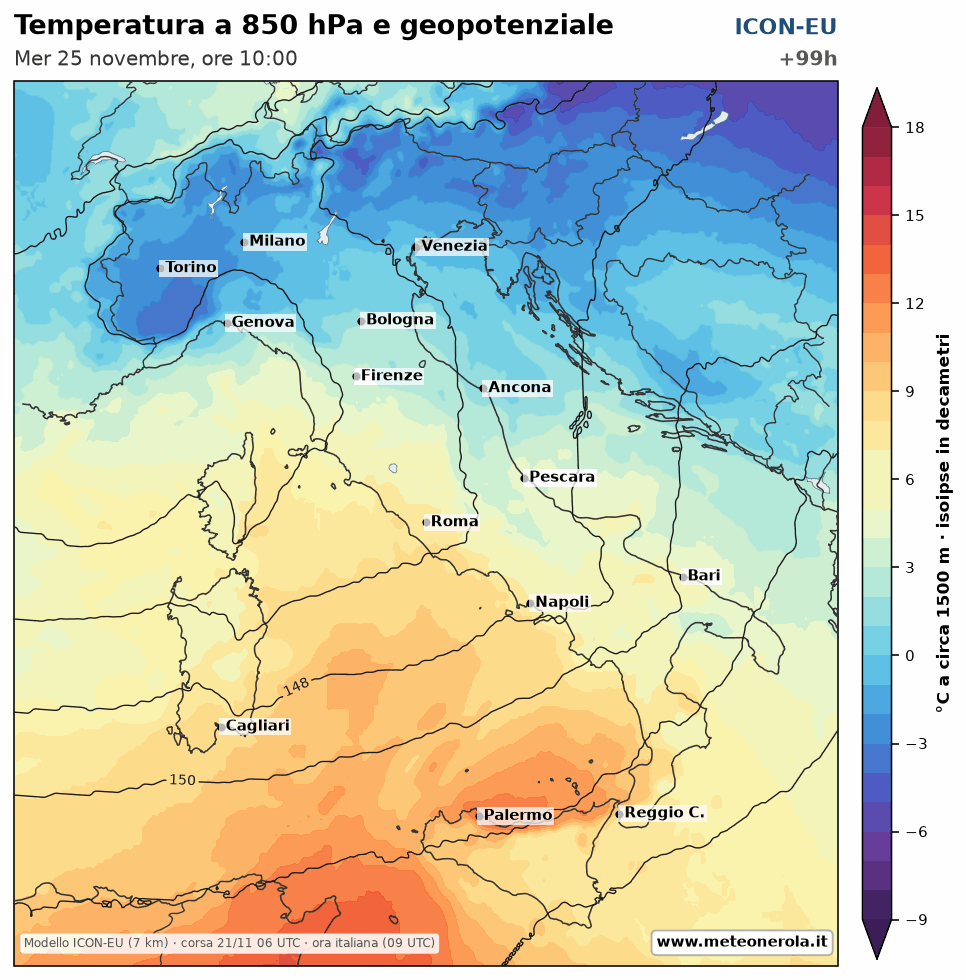 Temperatura a 850 hPa e geopotenziale
ICON-EU
Mer 25 novembre, ore 10:00
+99h
Milano
Venezia
Torino
Genova
Bologna
Firenze
Ancona
Pescara
Roma
Bari
Napoli
148
Cagliari
150
Palermo
Reggio C.
Modello ICON-EU (7 km) · corsa 21/11 06 UTC · ora italiana (09 UTC)
www.meteonerola.it
18
15
12
9
6
3
0
−3
−6
−9
°C a circa 1500 m · isoipse in decametri